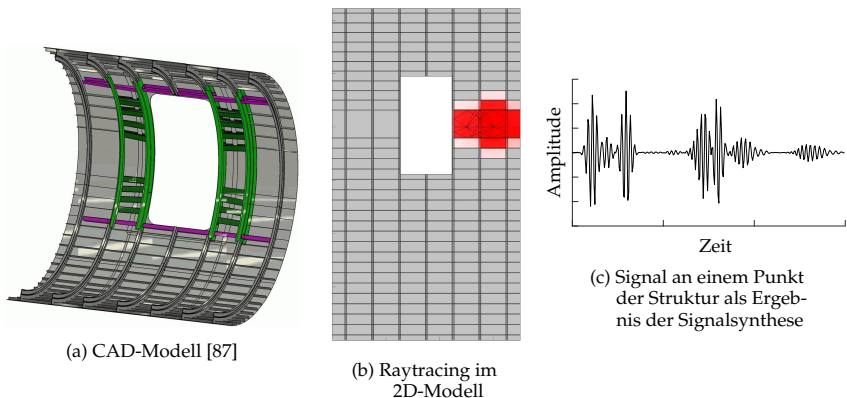 Amplitude
Zeit
(a) CAD-Modell [87]
(b) Raytracing im
2D-Modell
(c) Signal an einem Punkt
der Struktur als Ergeb-
nis der Signalsynthese